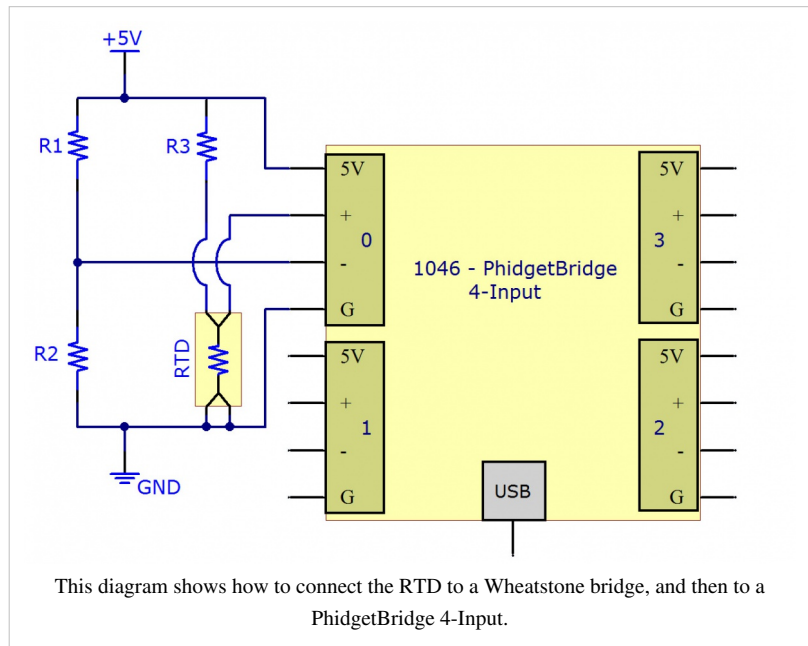 +5V
R1
R3
R2
RTD
GND
5V
+
0
-
G
5V
+
1
-
G
1046 - PhidgetBridge
4-Input
5V
+
3
-
G
5V
+
2
-
G
USB
This diagram shows how to connect the RTD to a Wheatstone bridge, and then to a
PhidgetBridge 4-Input.